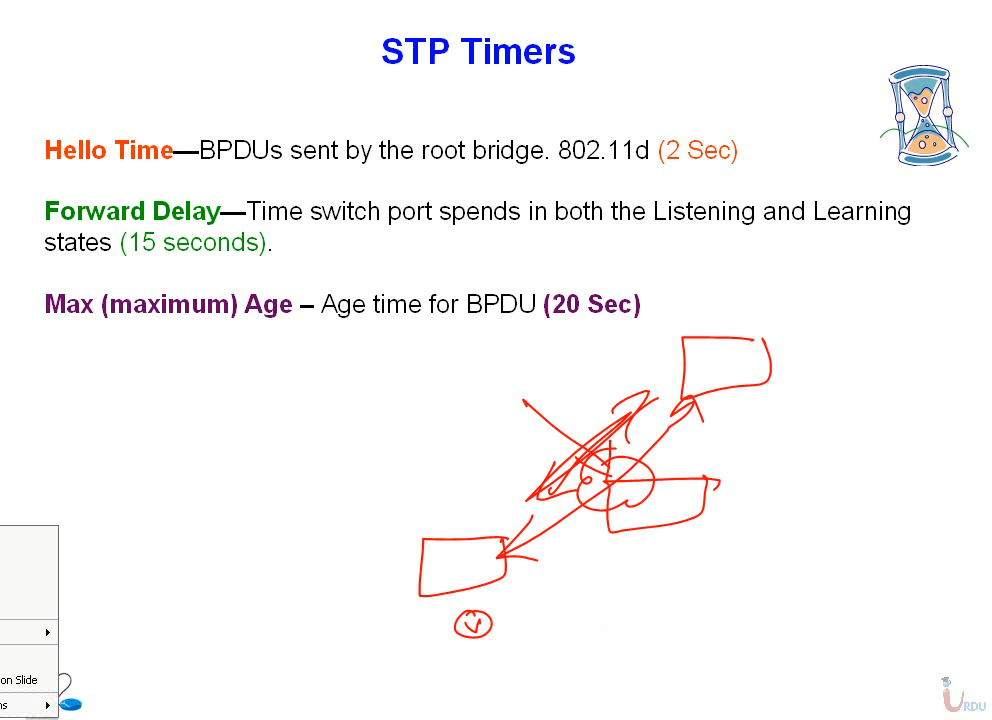 STP Timers
Hello Time—BPDUs sent by the root bridge. 802.11d (2 Sec)
Forward Delay—Time switch port spends in both the Listening and Learning
states (15 seconds).
Max (maximum) Age – Age time for BPDU (20 Sec)
on Slide
ns
URDU